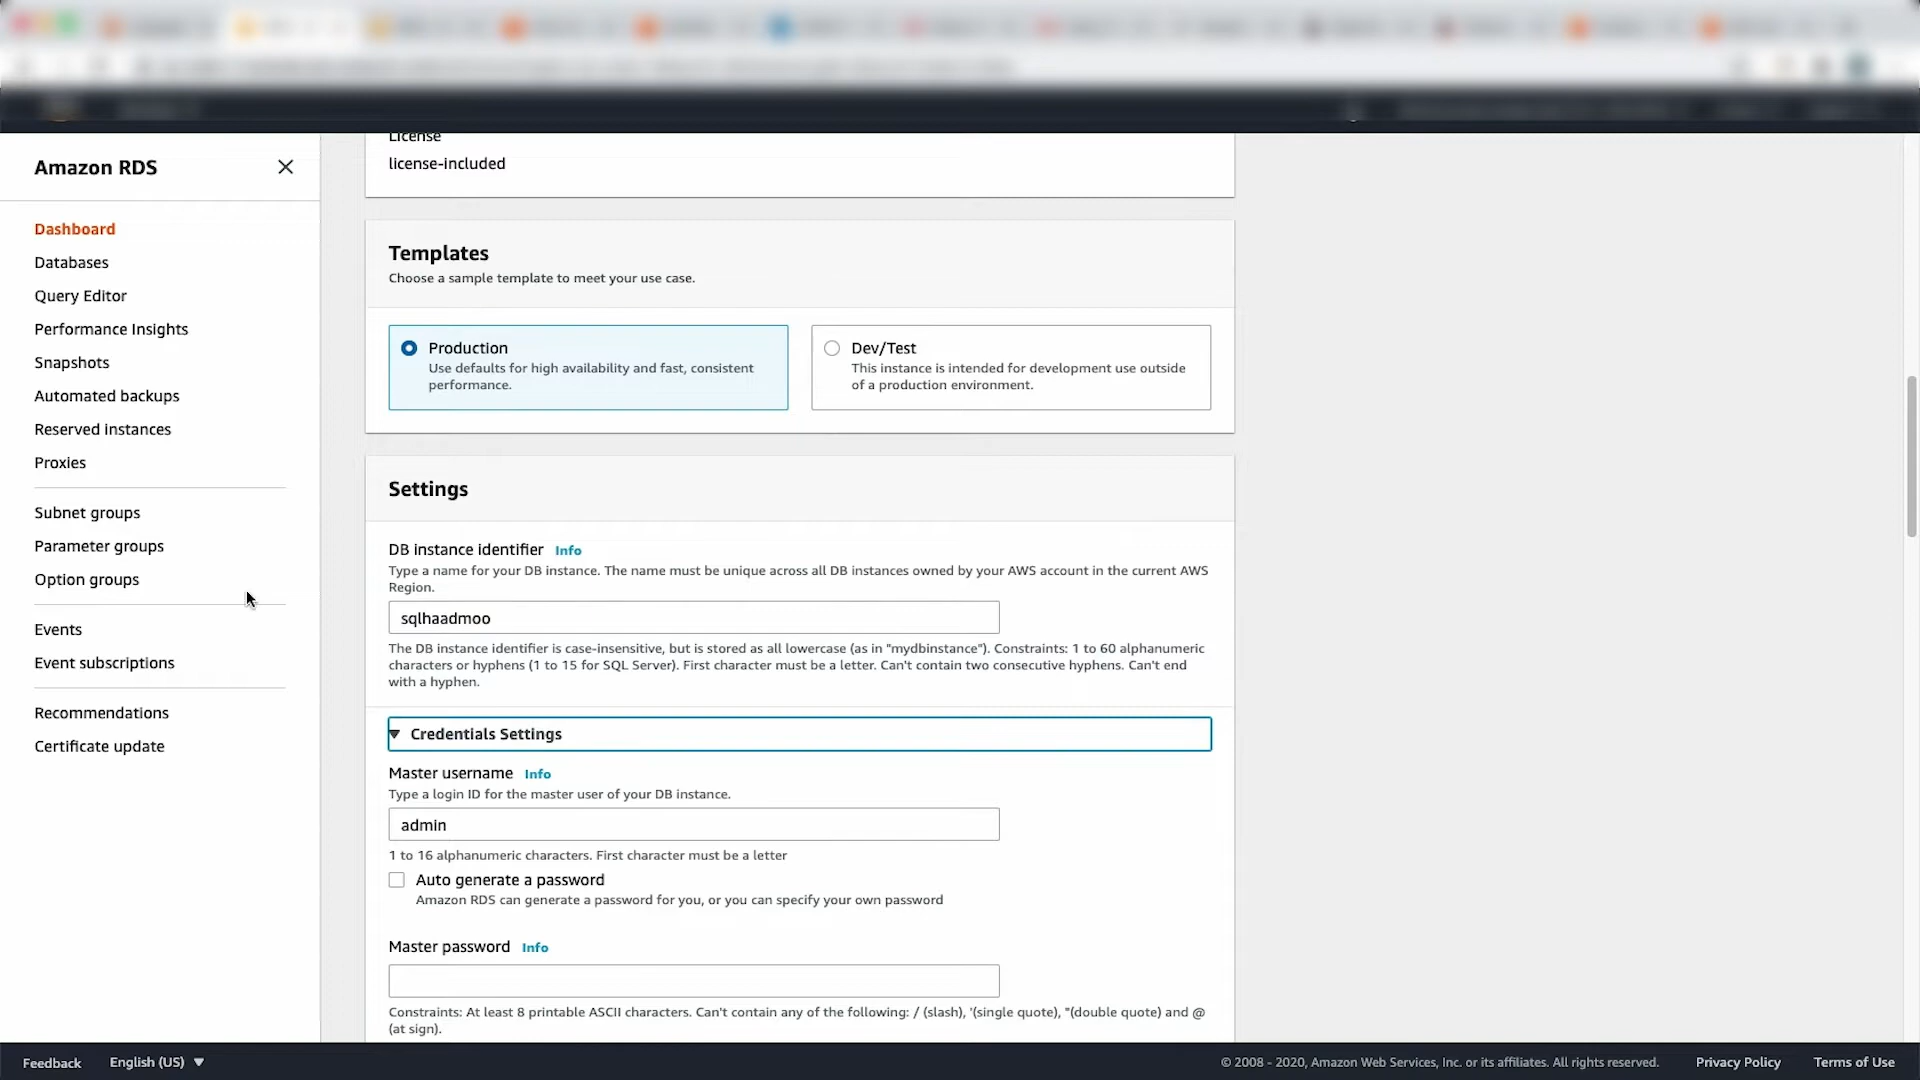 Amazon RDS
Dashboard
Databases
Query Editor
Performance Insights
Snapshots
Automated backups
Reserved instances
Proxies
Subnet groups
Parameter groups
Option groups
Events
Event subscriptions
Recommendations
Certificate update
License
license-included
Templates
Choose a sample template to meet your use case.
Production
Use defaults for high availability and fast, consistent
performance.
Dev/Test
This instance is intended for development use outside
of a production environment.
Settings
DB instance identifier Info
Type a name for your DB instance. The name must be unique across all DB instances owned by your AWS account in the current AWS
Region.
sqlhaadmoo
The DB instance identifier is case-insensitive, but is stored as all lowercase (as in "mydbinstance"). Constraints: 1 to 60 alphanumeric
characters or hyphens (1 to 15 for SQL Server). First character must be a letter. Can't contain two consecutive hyphens. Can't end
with a hyphen.
Credentials Settings
Master username Info
Type a login ID for the master user of your DB instance.
admin
1 to 16 alphanumeric characters. First character must be a letter
Auto generate a password
Amazon RDS can generate a password for you, or you can specify your own password
Master password Info
Constraints: At least 8 printable ASCII characters. Can't contain any of the following: / (slash), '(single quote), "(double quote) and @
(at sign).
Feedback English (US) © 2008 - 2020, Amazon Web Services, Inc. or its affiliates. All rights reserved. Privacy Policy Terms of Use